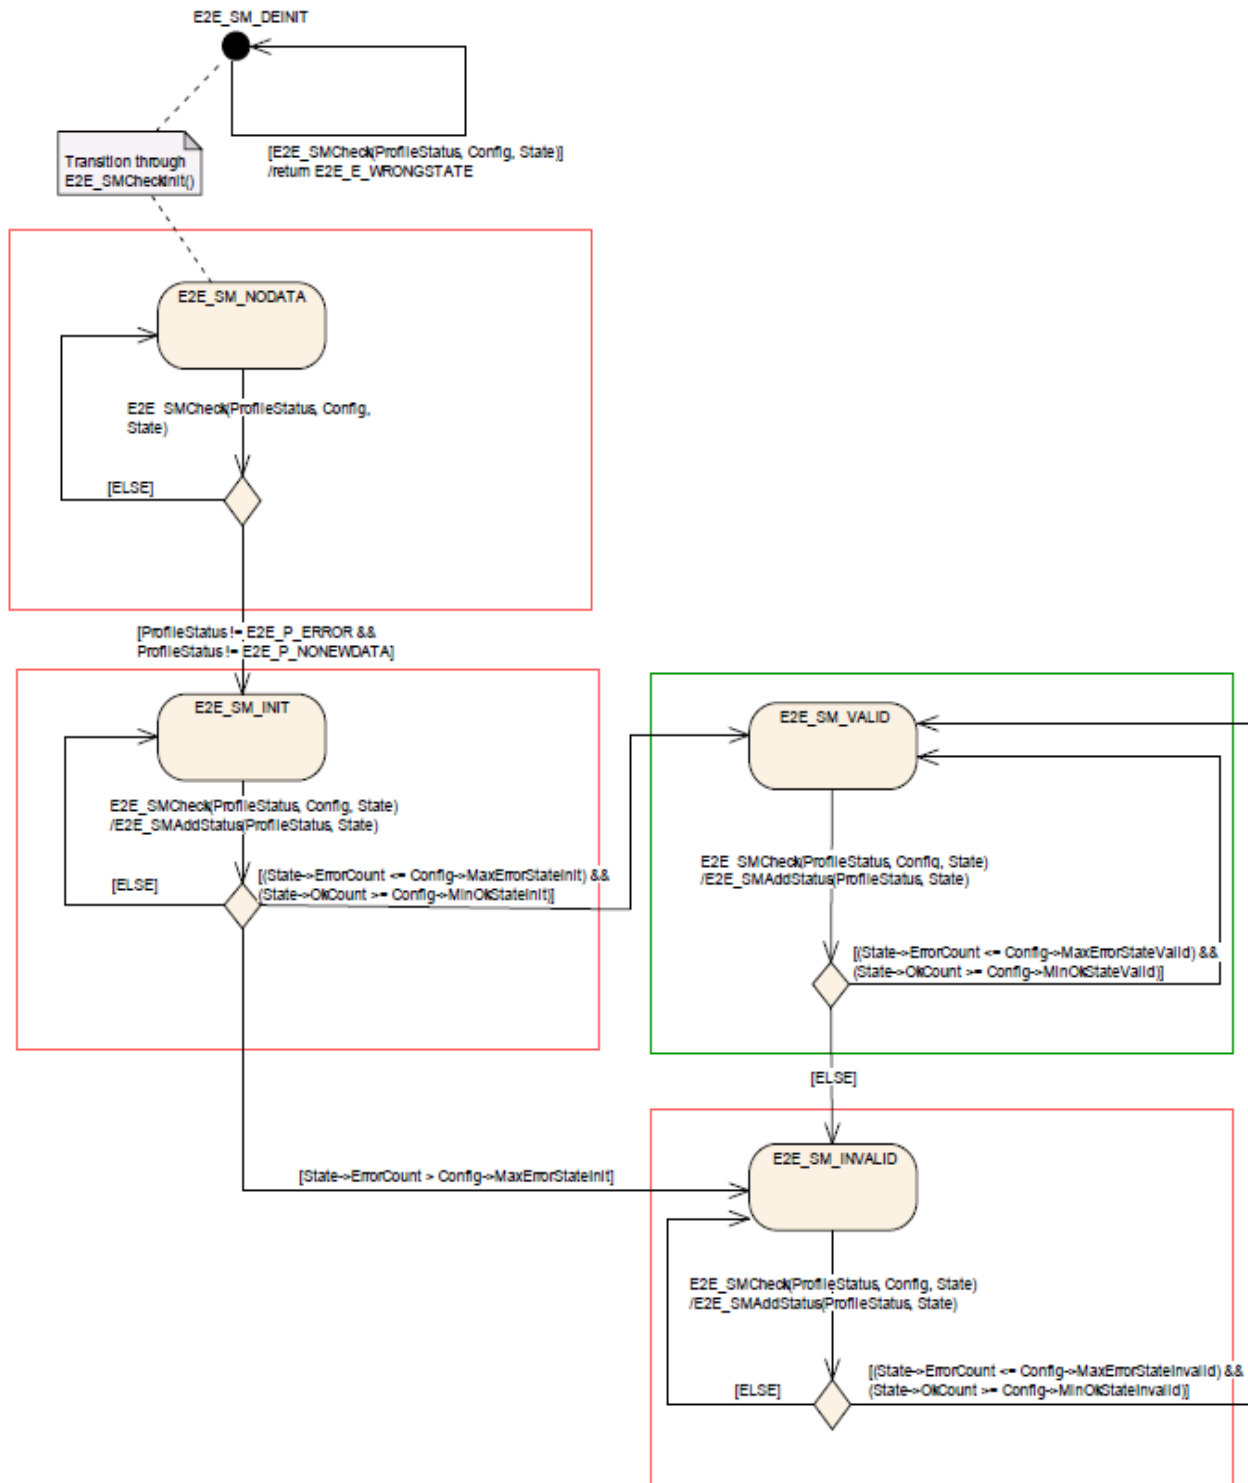 E2E_SM_DEINIT
[E2E_SMCheck(ProfileStatus, Config, State)]
/return E2E_E_WRONGSTATE
Transition through
E2E_SMCheckInit()
E2E_SM_NODATA
E2E_SMCheck(ProfileStatus, Config,
State)
[ELSE]
[ProfileStatus != E2E_P_ERROR &&
ProfileStatus != E2E_P_NONEWDATA]
E2E_SM_INIT
E2E_SMCheck(ProfileStatus, Config, State)
/E2E_SMAddStatus(ProfileStatus, State)
[ELSE]
[(State->ErrorCount <= Config->MaxErrorStateInit) &&
(State->OkCount >= Config->MinOkStateInit)]
E2E_SM_VALID
E2E_SMCheck(ProfileStatus, Config, State)
/E2E_SMAddStatus(ProfileStatus, State)
[(State->ErrorCount <= Config->MaxErrorStateValid) &&
(State->OkCount >= Config->MinOkStateValid)]
[ELSE]
[State->ErrorCount > Config->MaxErrorStateInit]
E2E_SM_INVALID
E2E_SMCheck(ProfileStatus, Config, State)
/E2E_SMAddStatus(ProfileStatus, State)
[ELSE]
[(State->ErrorCount <= Config->MaxErrorStateInvalid) &&
(State->OkCount >= Config->MinOkStateInvalid)]